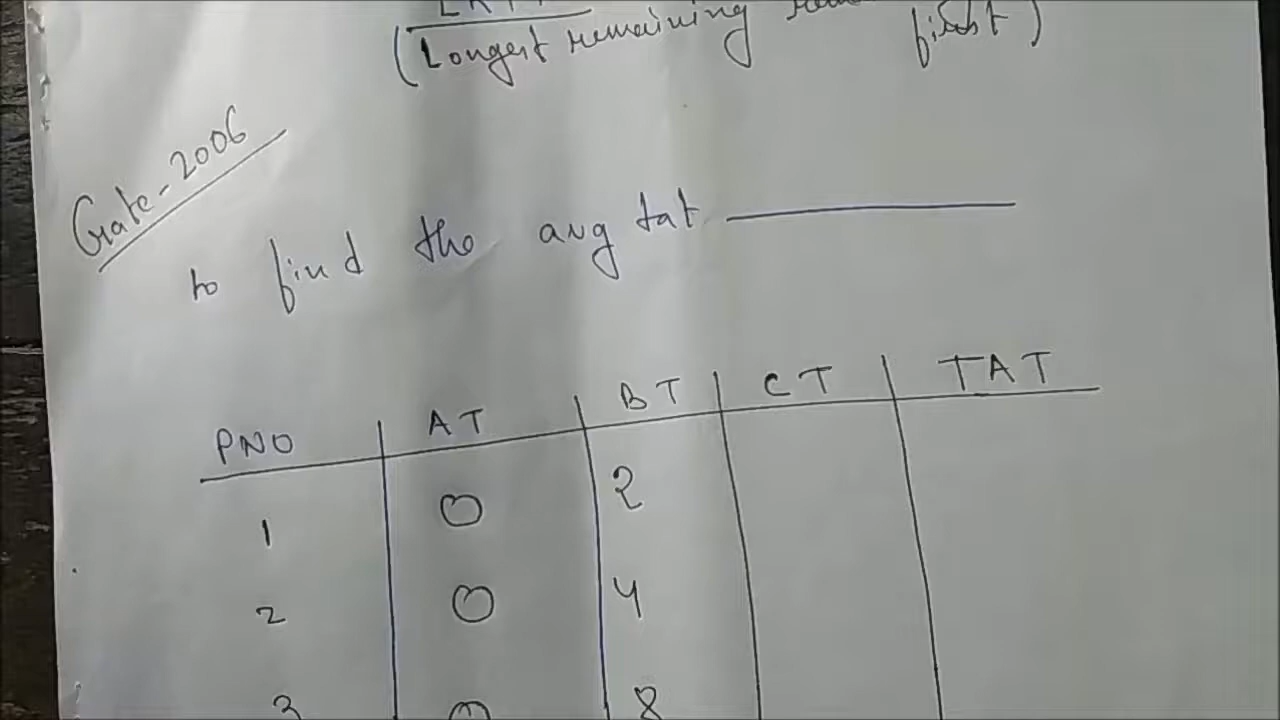 (Longest remaining
first)
Gate-2006
to find the avg tat
PNO AT BT CT TAT
1 0 2
2 0 4
3 0 8